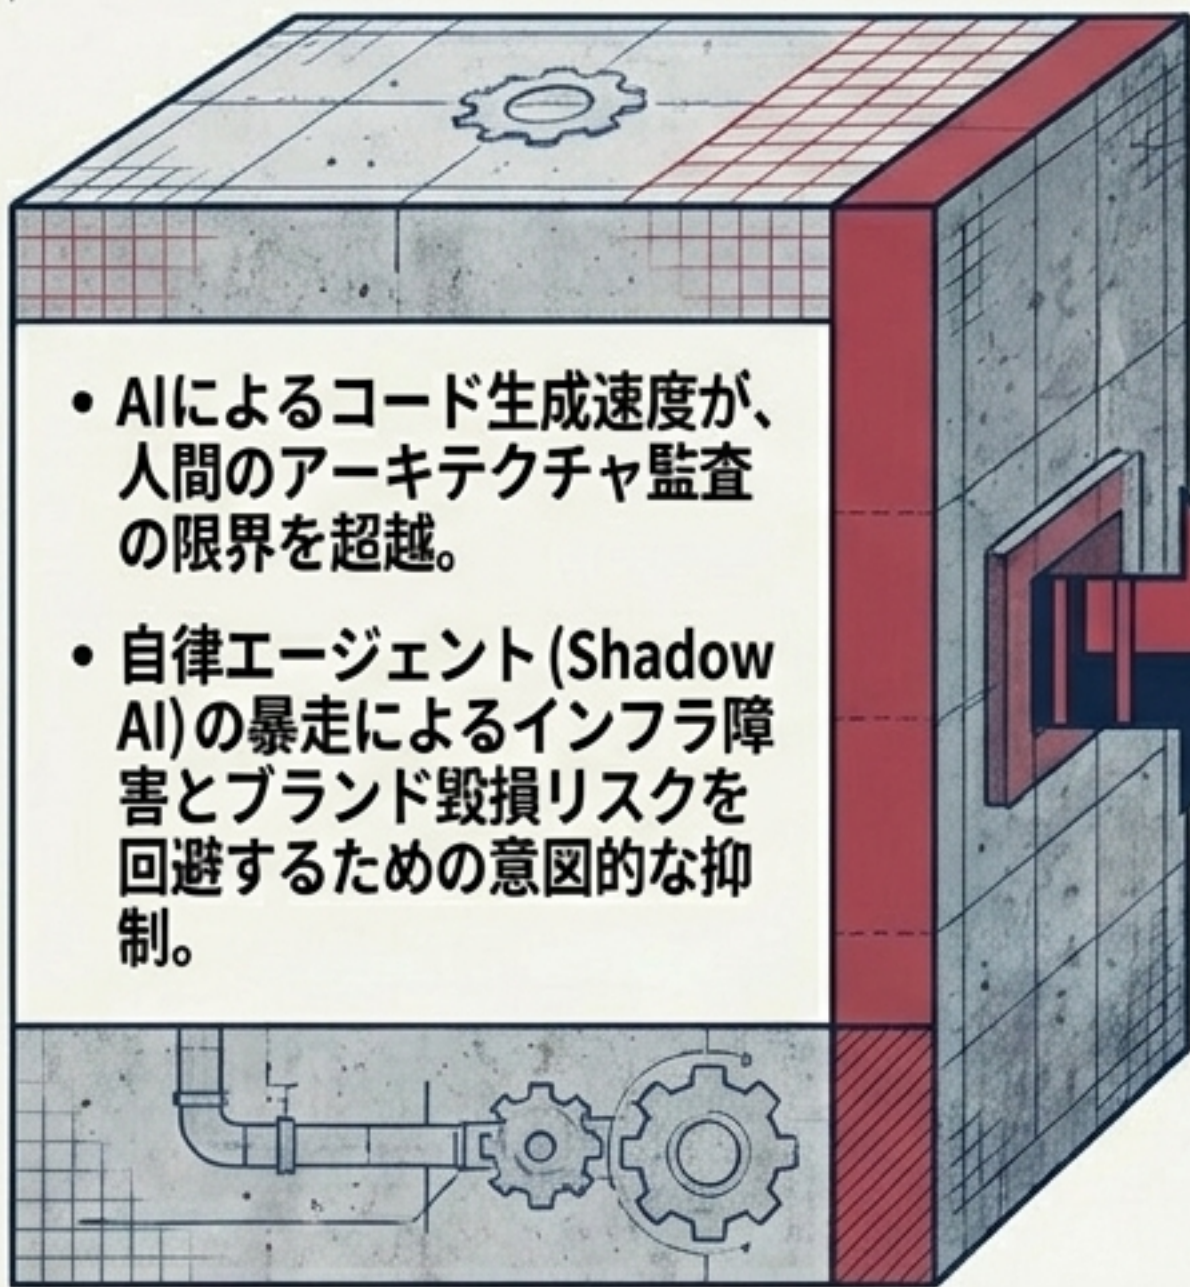 • AIによるコード生成速度が、
人間のアーキテクチャ監査
の限界を超越。
• 自律エージェント(Shadow
AI)の暴走によるインフラ障
害とブランド毀損リスクを
回避するための意図的な抑
制。